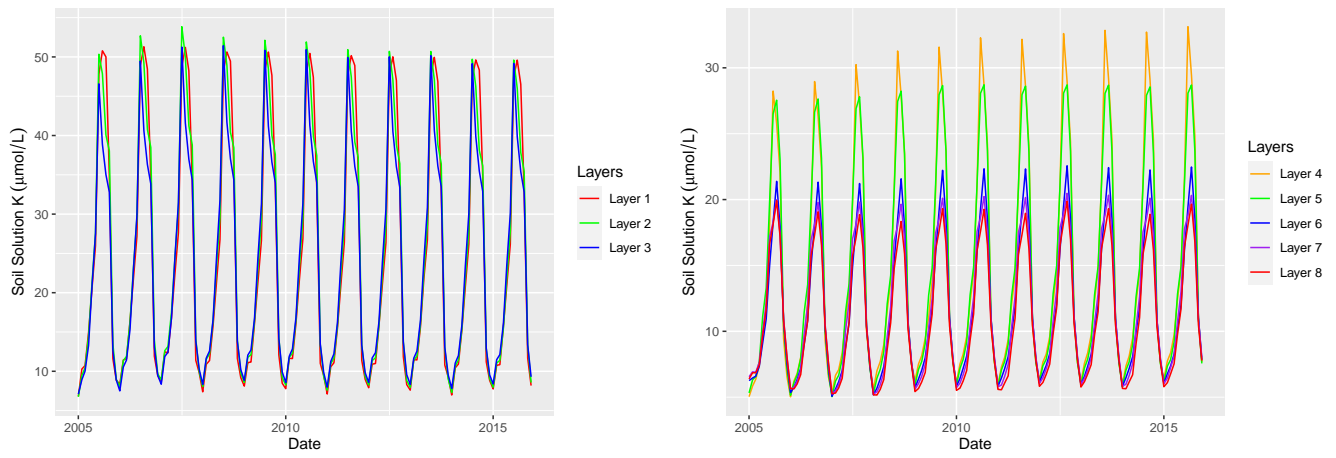 Soil Solution K (μmol/L)
50
40
30
20
10
2005
2010
2015
Date
Layers
Layer 1
Layer 2
Layer 3
Soil Solution K (μmol/L)
30
20
10
2005
2010
2015
Date
Layers
Layer 4
Layer 5
Layer 6
Layer 7
Layer 8